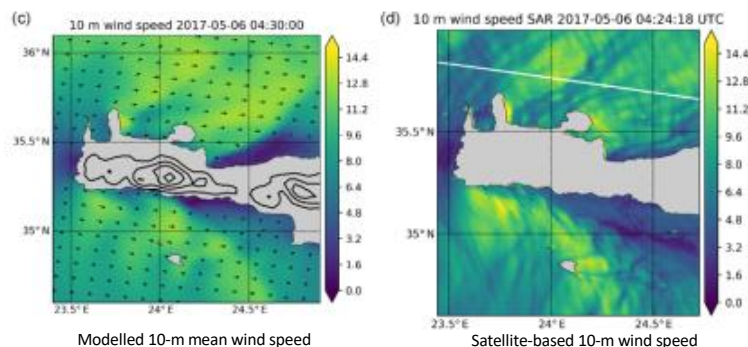 (c)
10 m wind speed 2017-05-06 04:30:00
36°N
35.5°N
35°N
23.5°E 24°E 24.5°E
14.4
12.8
11.2
9.6
8.0
6.4
4.8
3.2
1.6
0.0
Modelled 10-m mean wind speed
(d)
10 m wind speed SAR 2017-05-06 04:24:18 UTC
36°N
35.5°N
35°N
23.5°E 24°E 24.5°E
14.4
12.8
11.2
9.6
8.0
6.4
4.8
3.2
1.6
0.0
Satellite-based 10-m wind speed